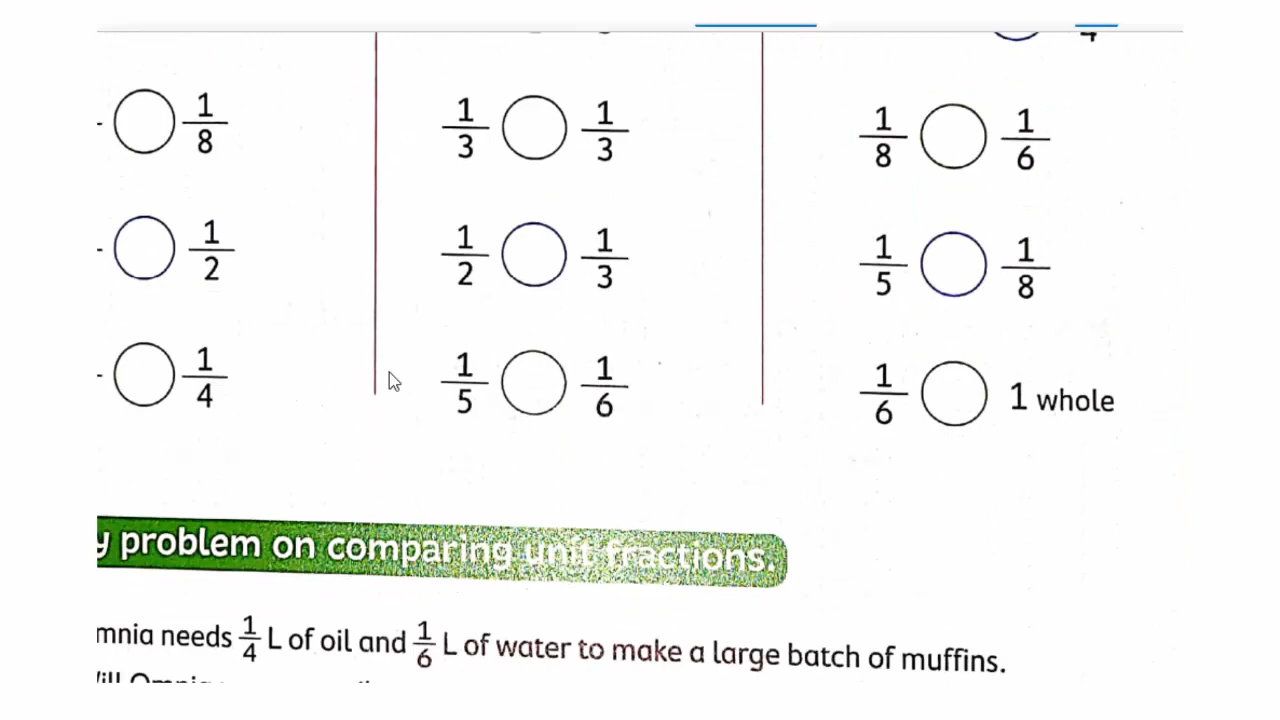 1/8 1/3 1/3 1/8 1/6
1/2 1/2 1/3 1/5 1/8
1/4 1/5 1/6 1/6 1 whole
problem on comparing unit fractions.
needs 1/4 L of oil and 1/6 L of water to make a large batch of muffins.